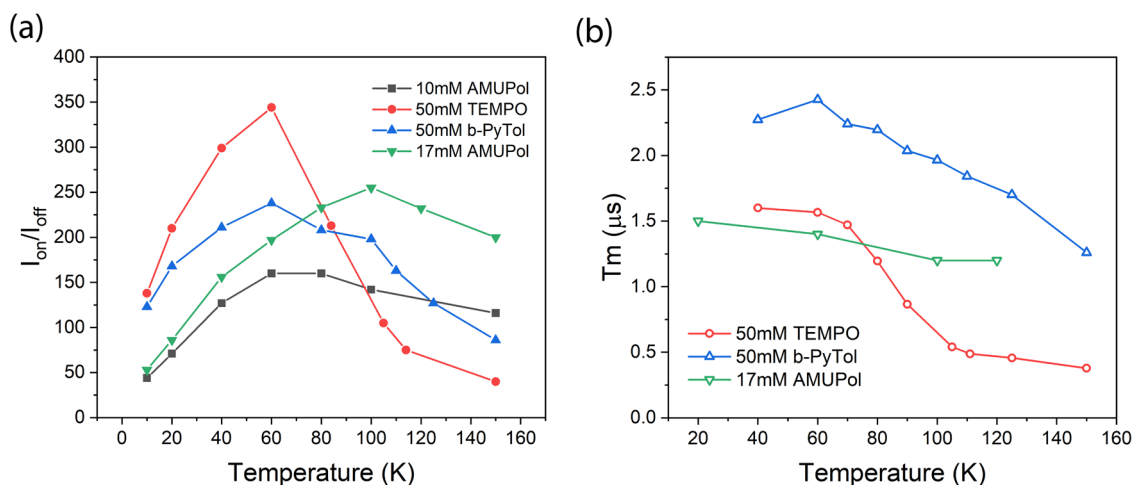 (a)
400
350
300
250
200
150
100
50
0
I_on/I_off
10mM AMUPol
50mM TEMPO
50mM b-PyTol
17mM AMUPol
0 20 40 60 80 100 120 140 160
Temperature (K)
(b)
2.5
2.0
1.5
1.0
0.5
0.0
Tm (μs)
50mM TEMPO
50mM b-PyTol
17mM AMUPol
20 40 60 80 100 120 140 160
Temperature (K)